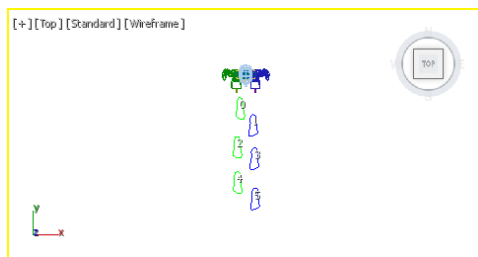 [+] [Top] [Standard] [Wireframe]
N
W
TOP
E
S
0
1
2
3
4
5
y
z
x